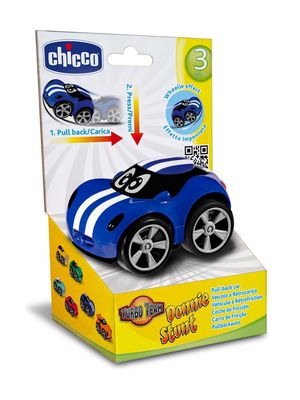 chicco
3
2. Press/Premi
Wheelie effect
1. Pull back/Carica
Effetto Impennata
TURBO TEAM
Donnie
Stunt
Pull-back car
Veicolo a Retrocarica
Véhicule à Rétrofriction
Coche de fricción
Carro de Fricção
Pullbackauto